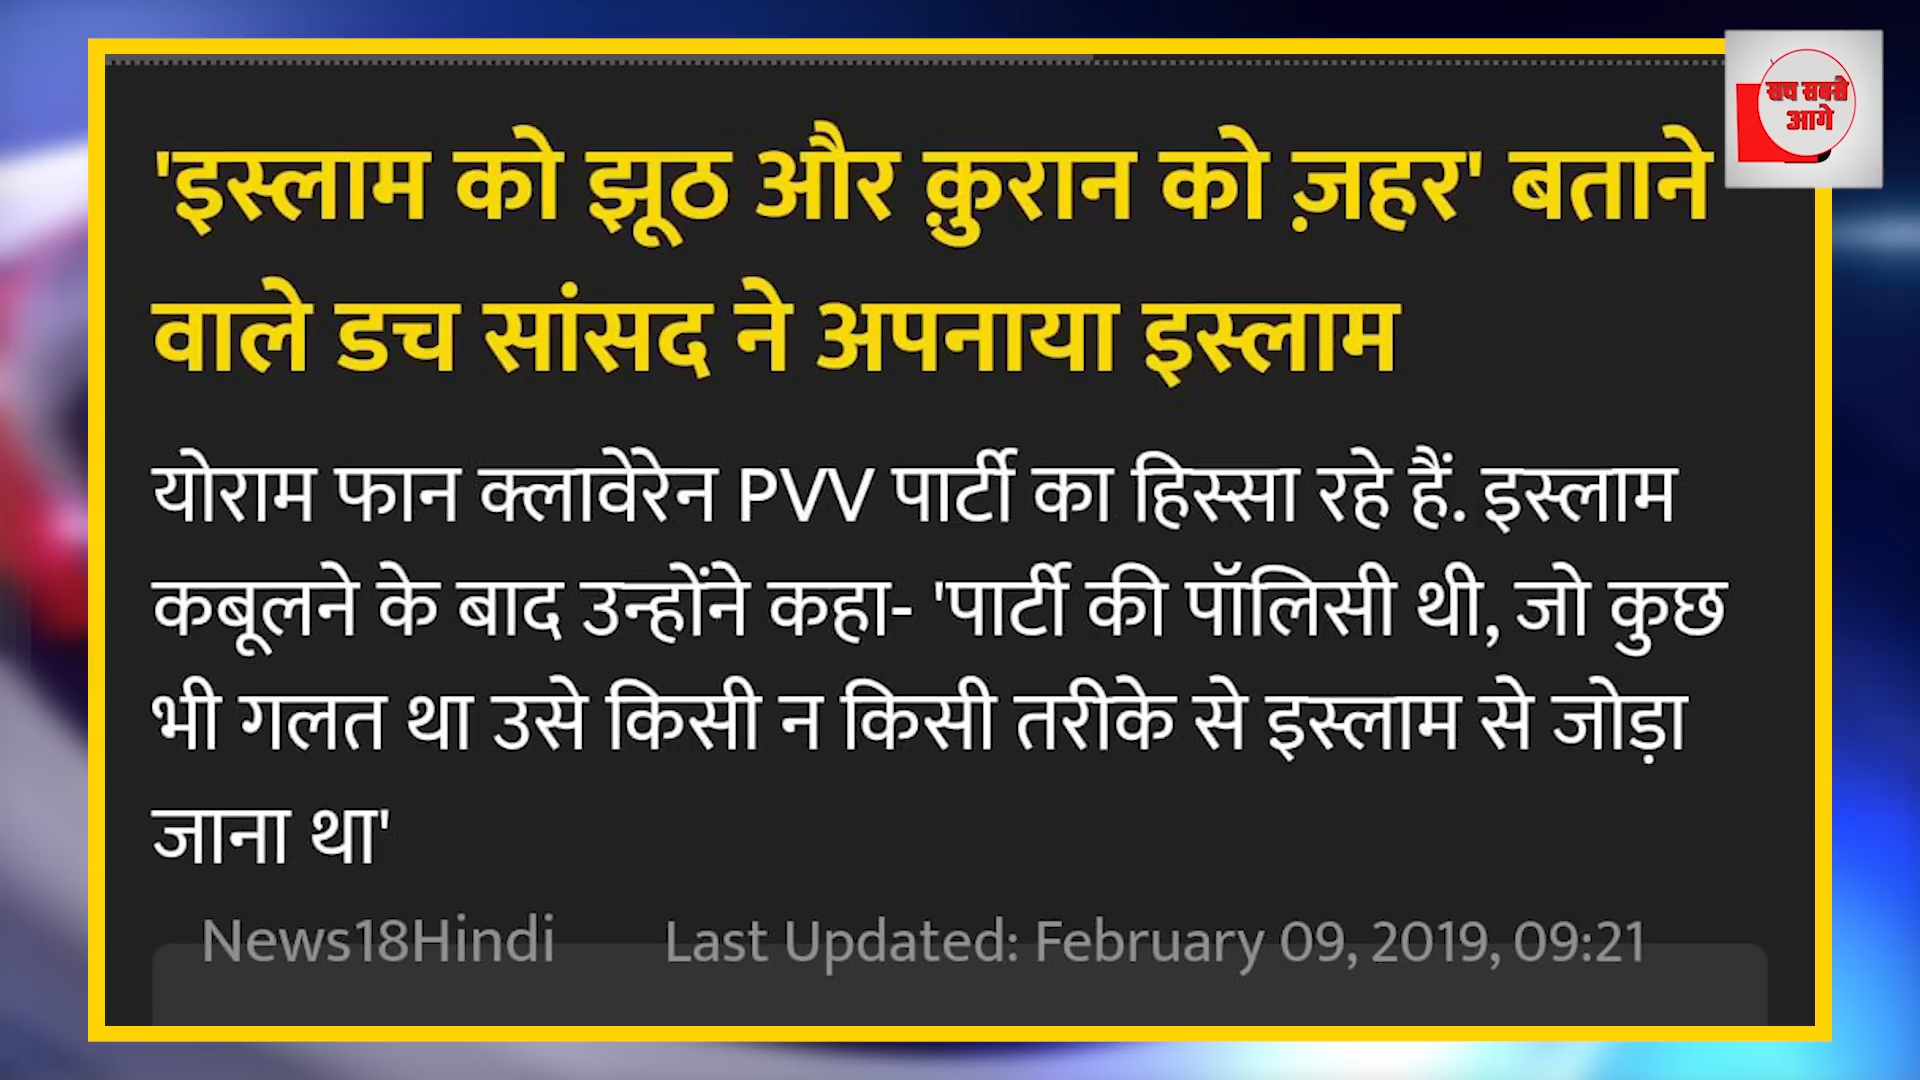 सच सबसे
आगे
'इस्लाम को झूठ और क़ुरान को ज़हर' बताने
वाले डच सांसद ने अपनाया इस्लाम
योराम फान क्लावेरेन PVV पार्टी का हिस्सा रहे हैं. इस्लाम
कबूलने के बाद उन्होंने कहा- 'पार्टी की पॉलिसी थी, जो कुछ
भी गलत था उसे किसी न किसी तरीके से इस्लाम से जोड़ा
जाना था'
News18Hindi Last Updated: February 09, 2019, 09:21